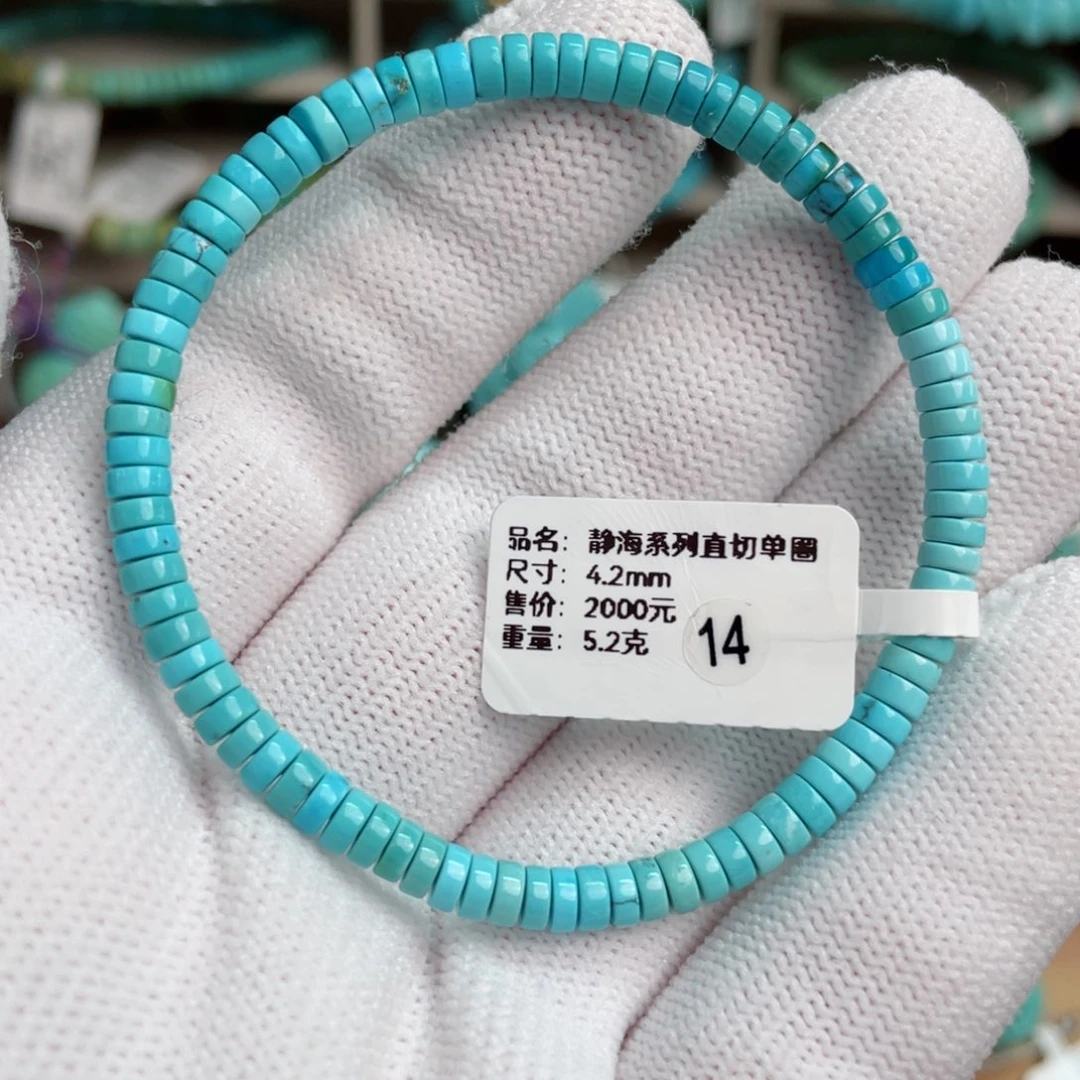 品名: 静海系列直切单圈
尺寸: 4.2mm
售价: 2000元
重量: 5.2克
14